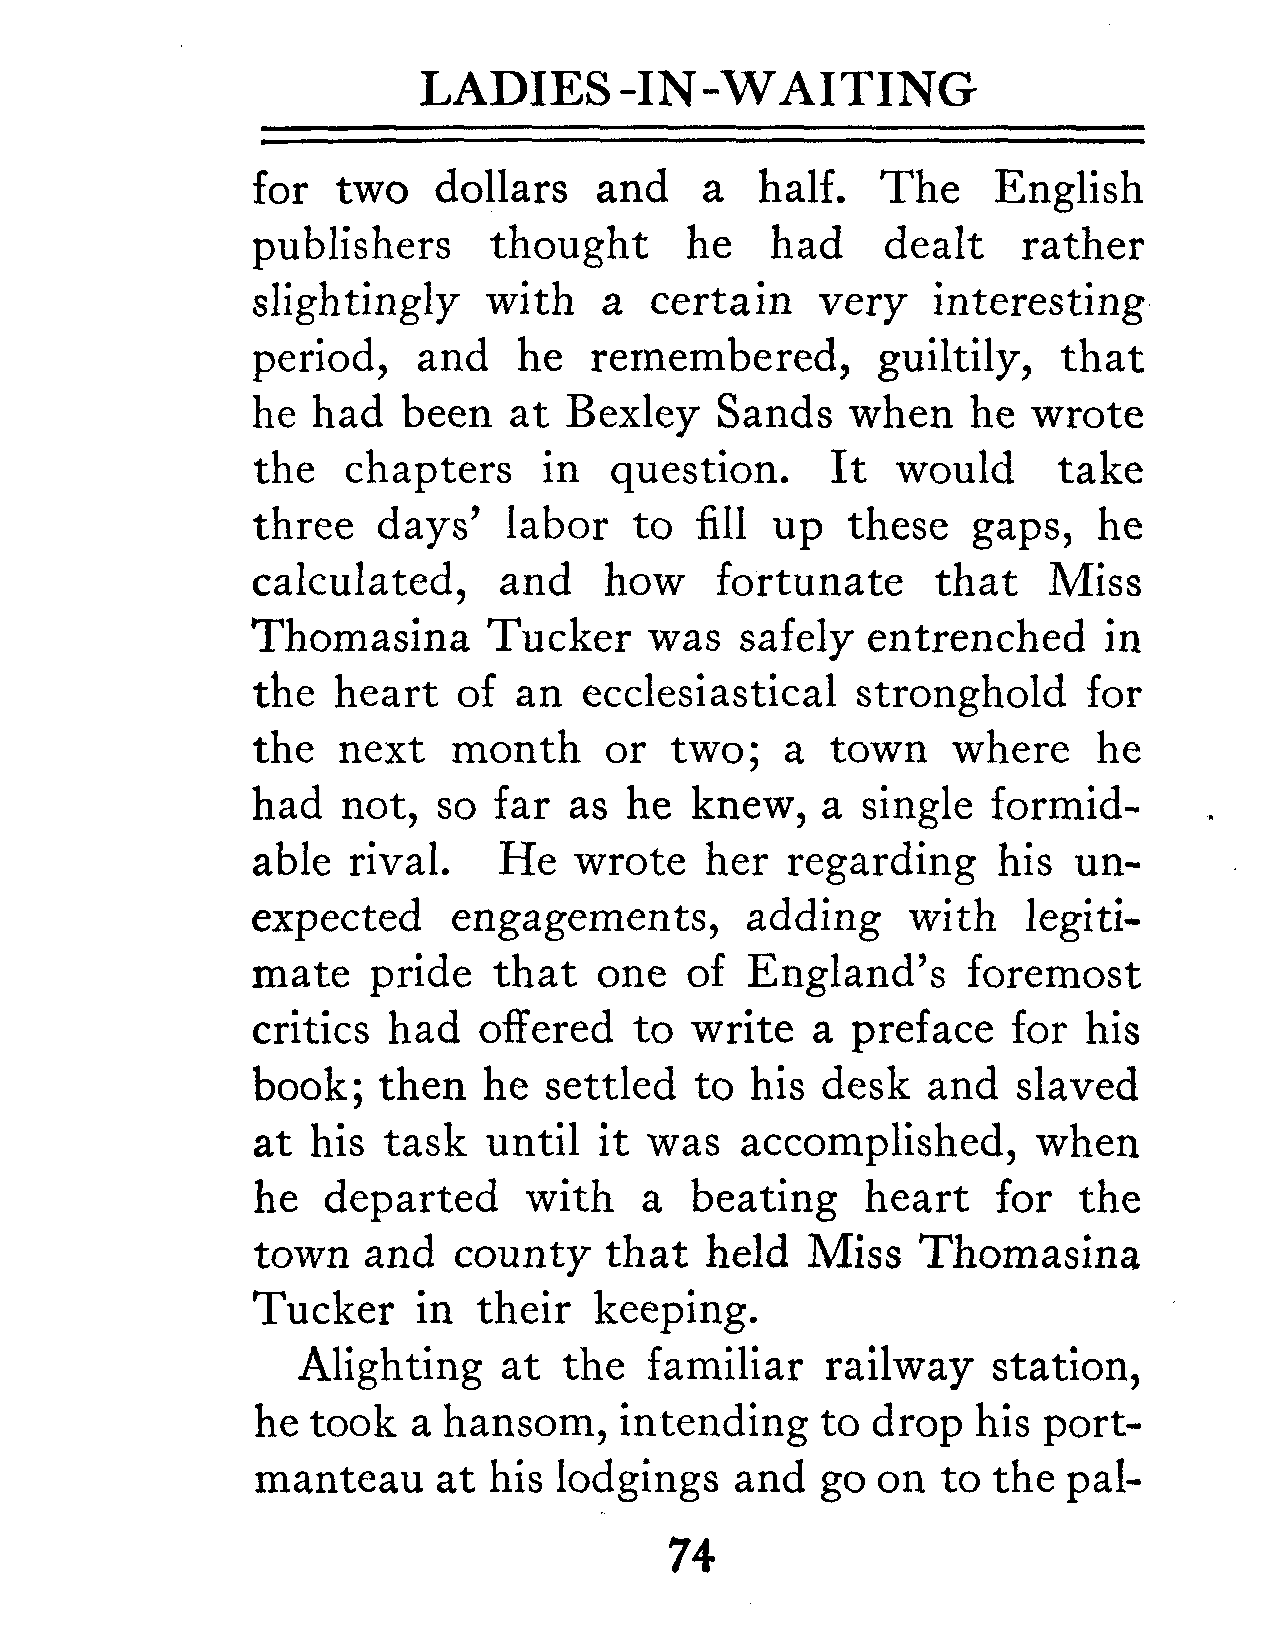 LADIES-IN-WAITING
for two dollars and a half. The English
publishers thought he had dealt rather
slightingly with a certain very interesting
period, and he remembered, guiltily, that
he had been at Bexley Sands when he wrote
the chapters in question. It would take
three days' labor to fill up these gaps, he
calculated, and how fortunate that Miss
Thomasina Tucker was safely entrenched in
the heart of an ecclesiastical stronghold for
the next month or two; a town where he
had not, so far as he knew, a single formid-
able rival. He wrote her regarding his un-
expected engagements, adding with legiti-
mate pride that one of England's foremost
critics had offered to write a preface for his
book; then he settled to his desk and slaved
at his task until it was accomplished, when
he departed with a beating heart for the
town and county that held Miss Thomasina
Tucker in their keeping.
Alighting at the familiar railway station,
he took a hansom, intending to drop his port-
manteau at his lodgings and go on to the pal-
74